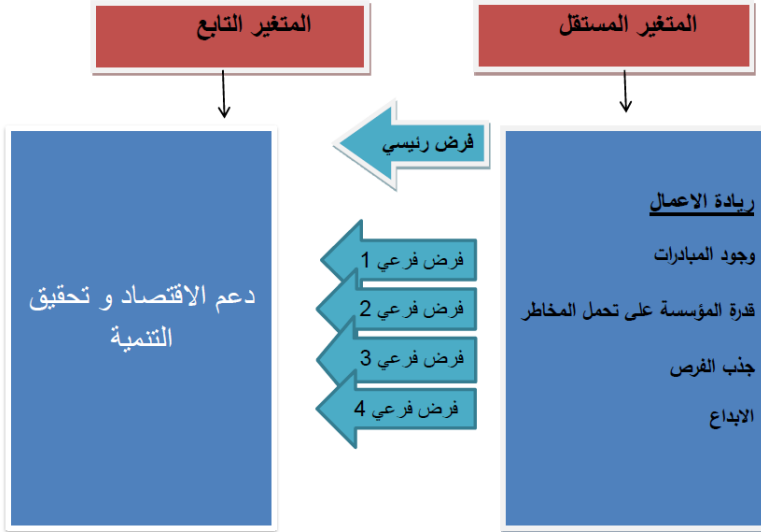 المتغير المستقل
المتغير التابع
فرض رئيسي
ريادة الاعمال
وجود المبادرات
قدرة المؤسسة على تحمل المخاطر
جذب الفرص
الابداع
فرض فرعي 1
فرض فرعي 2
فرض فرعي 3
فرض فرعي 4
دعم الاقتصاد و تحقيق
التنمية